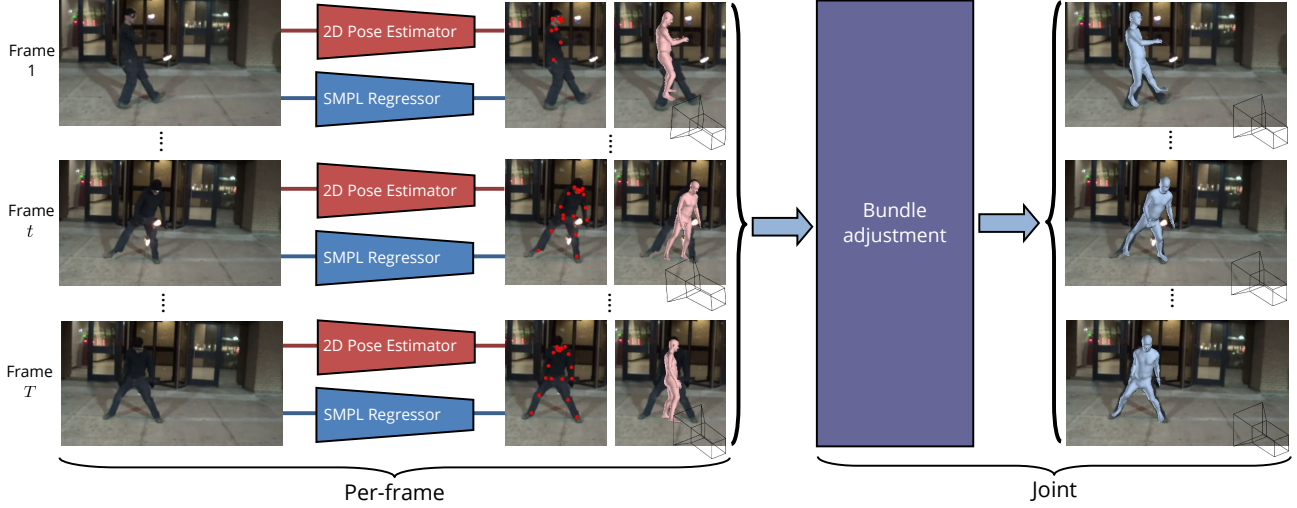 Frame
1
2D Pose Estimator
SMPL Regressor
Frame
t
2D Pose Estimator
SMPL Regressor
Frame
T
2D Pose Estimator
SMPL Regressor
Bundle
adjustment
Per-frame
Joint